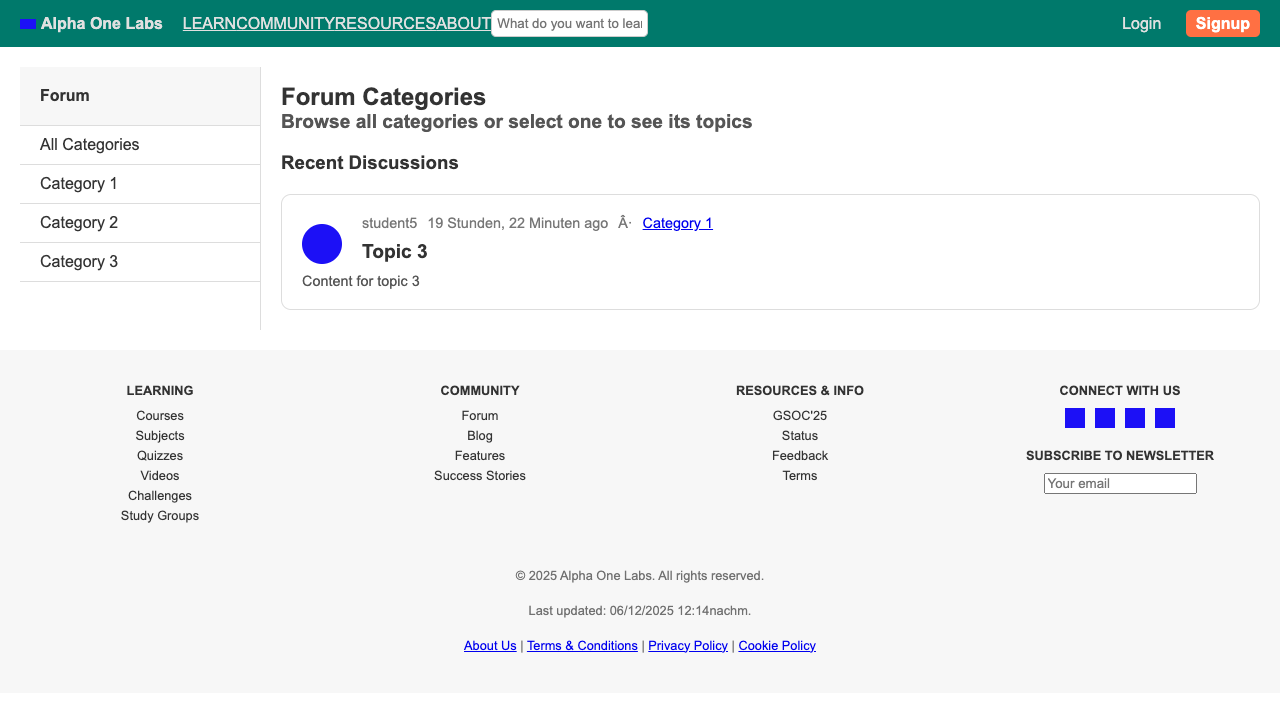 Alpha One Labs LEARNCOMMUNITYRESOURCESABOUT What do you want to lear Login Signup
Forum
All Categories
Category 1
Category 2
Category 3
Forum Categories
Browse all categories or select one to see its topics
Recent Discussions
student5 19 Stunden, 22 Minuten ago Â· Category 1
Topic 3
Content for topic 3
LEARNING
Courses
Subjects
Quizzes
Videos
Challenges
Study Groups
COMMUNITY
Forum
Blog
Features
Success Stories
RESOURCES & INFO
GSOC'25
Status
Feedback
Terms
CONNECT WITH US
SUBSCRIBE TO NEWSLETTER
Your email
© 2025 Alpha One Labs. All rights reserved.
Last updated: 06/12/2025 12:14nachm.
About Us | Terms & Conditions | Privacy Policy | Cookie Policy